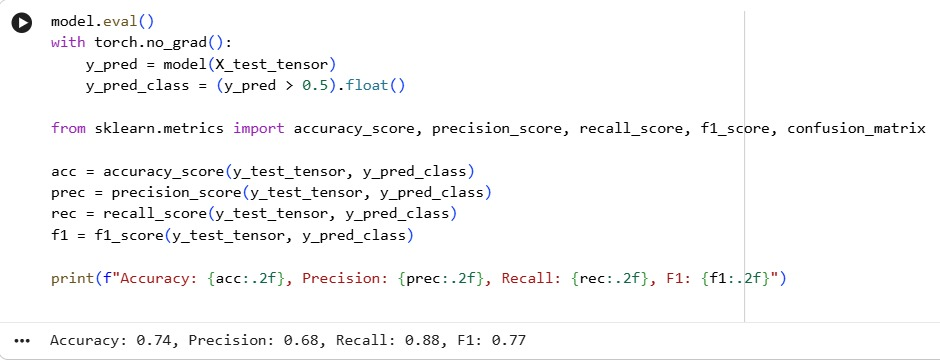 model.eval()
with torch.no_grad():
    y_pred = model(X_test_tensor)
    y_pred_class = (y_pred > 0.5).float()
from sklearn.metrics import accuracy_score, precision_score, recall_score, f1_score, confusion_matrix
acc = accuracy_score(y_test_tensor, y_pred_class)
prec = precision_score(y_test_tensor, y_pred_class)
rec = recall_score(y_test_tensor, y_pred_class)
f1 = f1_score(y_test_tensor, y_pred_class)
print(f"Accuracy: {acc:.2f}, Precision: {prec:.2f}, Recall: {rec:.2f}, F1: {f1:.2f}")
Accuracy: 0.74, Precision: 0.68, Recall: 0.88, F1: 0.77